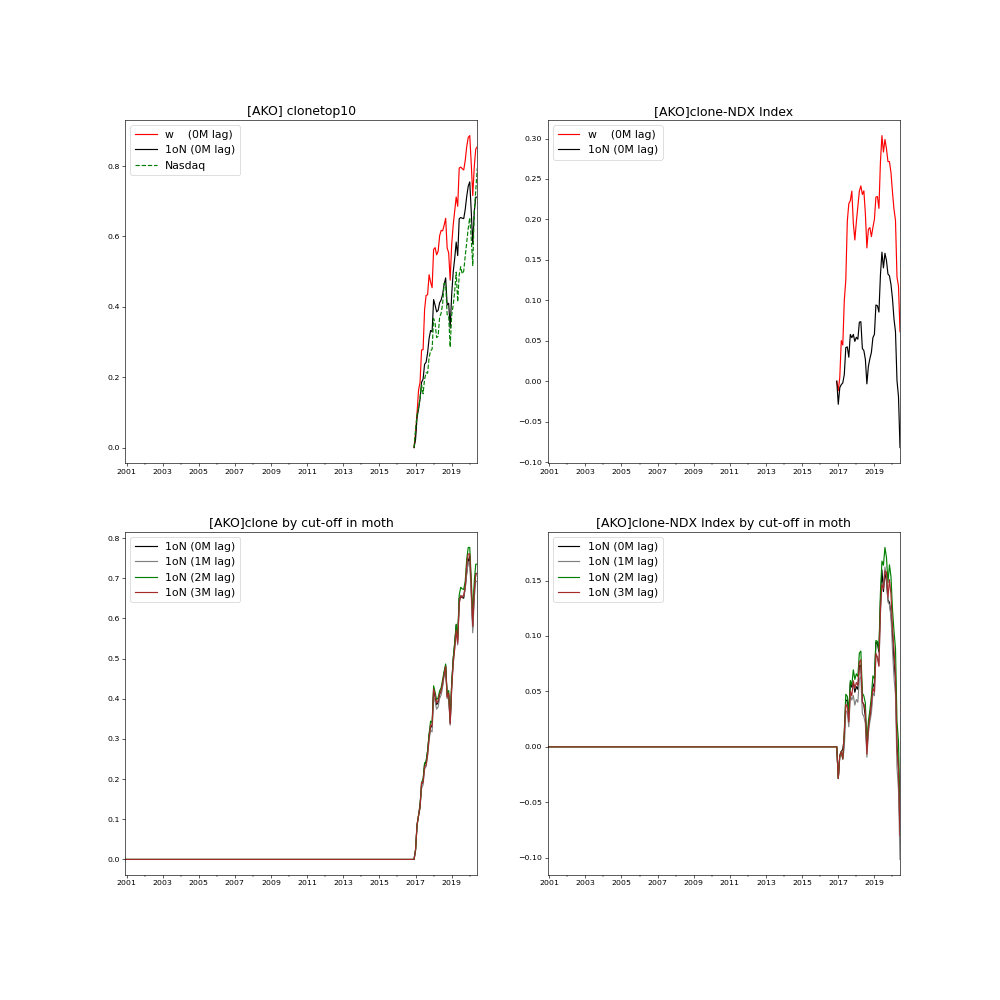 [AKO] clonetop10
w    (0M lag)
1oN (0M lag)
Nasdaq
0.8
0.6
0.4
0.2
0.0
2001 2003 2005 2007 2009 2011 2013 2015 2017 2019
[AKO]clone-NDX Index
w    (0M lag)
1oN (0M lag)
0.30
0.25
0.20
0.15
0.10
0.05
0.00
−0.05
−0.10
2001 2003 2005 2007 2009 2011 2013 2015 2017 2019
[AKO]clone by cut-off in moth
1oN (0M lag)
1oN (1M lag)
1oN (2M lag)
1oN (3M lag)
0.8
0.7
0.6
0.5
0.4
0.3
0.2
0.1
0.0
2001 2003 2005 2007 2009 2011 2013 2015 2017 2019
[AKO]clone-NDX Index by cut-off in moth
1oN (0M lag)
1oN (1M lag)
1oN (2M lag)
1oN (3M lag)
0.15
0.10
0.05
0.00
−0.05
−0.10
2001 2003 2005 2007 2009 2011 2013 2015 2017 2019